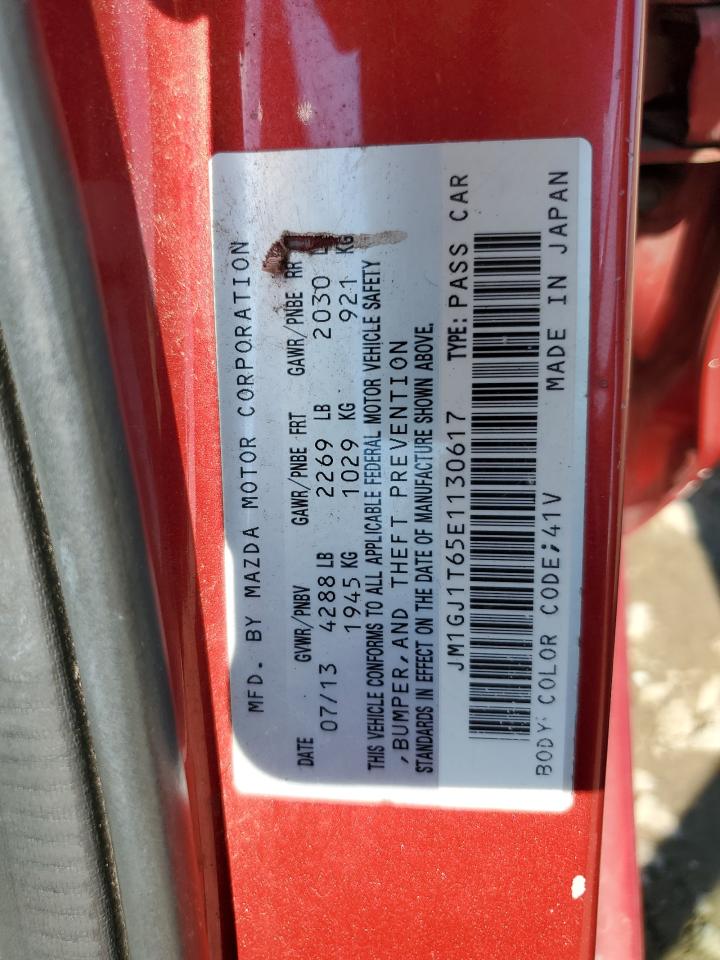 MFD. BY MAZDA MOTOR CORPORATION
DATE GVWR/PNBV GAWR/PNBE FRT GAWR/PNBE RR
07/13 4288 LB 2269 LB 2030
1945 KG 1029 KG 921 KG
THIS VEHICLE CONFORMS TO ALL APPLICABLE FEDERAL MOTOR VEHICLE SAFETY
,BUMPER,AND THEFT PREVENTION
STANDARDS IN EFFECT ON THE DATE OF MANUFACTURE SHOWN ABOVE.
JM1GJ1T65E1130617 TYPE: PASS CAR
BODY COLOR CODE:41V MADE IN JAPAN